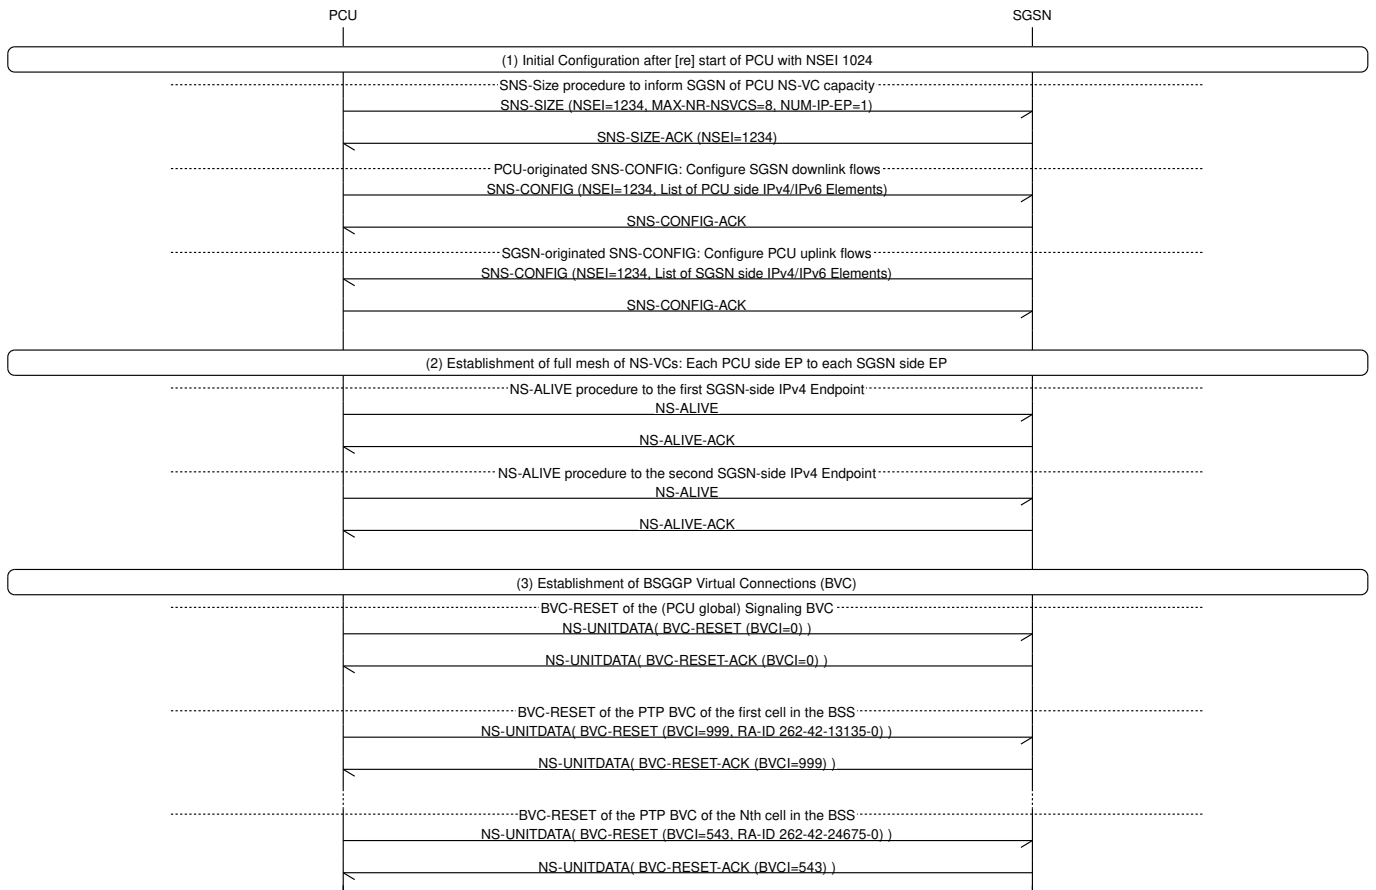 PCU SGSN
(1) Initial Configuration after [re] start of PCU with NSEI 1024
SNS-Size procedure to inform SGSN of PCU NS-VC capacity
SNS-SIZE (NSEI=1234, MAX-NR-NSVCS=8, NUM-IP-EP=1)
SNS-SIZE-ACK (NSEI=1234)
PCU-originated SNS-CONFIG: Configure SGSN downlink flows
SNS-CONFIG (NSEI=1234, List of PCU side IPv4/IPv6 Elements)
SNS-CONFIG-ACK
SGSN-originated SNS-CONFIG: Configure PCU uplink flows
SNS-CONFIG (NSEI=1234, List of SGSN side IPv4/IPv6 Elements)
SNS-CONFIG-ACK
(2) Establishment of full mesh of NS-VCs: Each PCU side EP to each SGSN side EP
NS-ALIVE procedure to the first SGSN-side IPv4 Endpoint
NS-ALIVE
NS-ALIVE-ACK
NS-ALIVE procedure to the second SGSN-side IPv4 Endpoint
NS-ALIVE
NS-ALIVE-ACK
(3) Establishment of BSGGP Virtual Connections (BVC)
BVC-RESET of the (PCU global) Signaling BVC
NS-UNITDATA( BVC-RESET (BVCI=0) )
NS-UNITDATA( BVC-RESET-ACK (BVCI=0) )
BVC-RESET of the PTP BVC of the first cell in the BSS
NS-UNITDATA( BVC-RESET (BVCI=999, RA-ID 262-42-13135-0) )
NS-UNITDATA( BVC-RESET-ACK (BVCI=999) )
BVC-RESET of the PTP BVC of the Nth cell in the BSS
NS-UNITDATA( BVC-RESET (BVCI=543, RA-ID 262-42-24675-0) )
NS-UNITDATA( BVC-RESET-ACK (BVCI=543) )